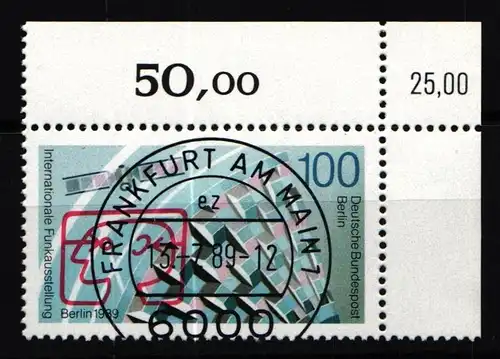 50,00
25,00
Internationale Funkausstellung
Berlin 1989
100
Deutsche Bundespost
Berlin
FRANKFURT AM MAIN 1
ez
13.-7.89-12
6000